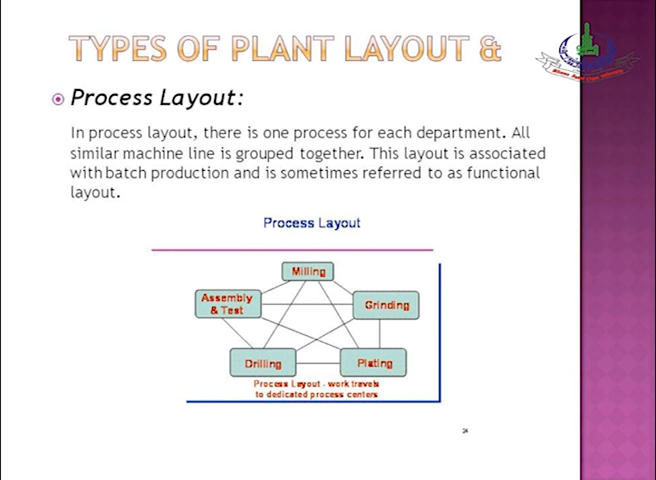 TYPES OF PLANT LAYOUT &
Process Layout:
In process layout, there is one process for each department. All
similar machine line is grouped together. This layout is associated
with batch production and is sometimes referred to as functional
layout.
Process Layout
Milling
Assembly
& Test
Grinding
Drilling
Plating
Process Layout - work travels
to dedicated process centers
24